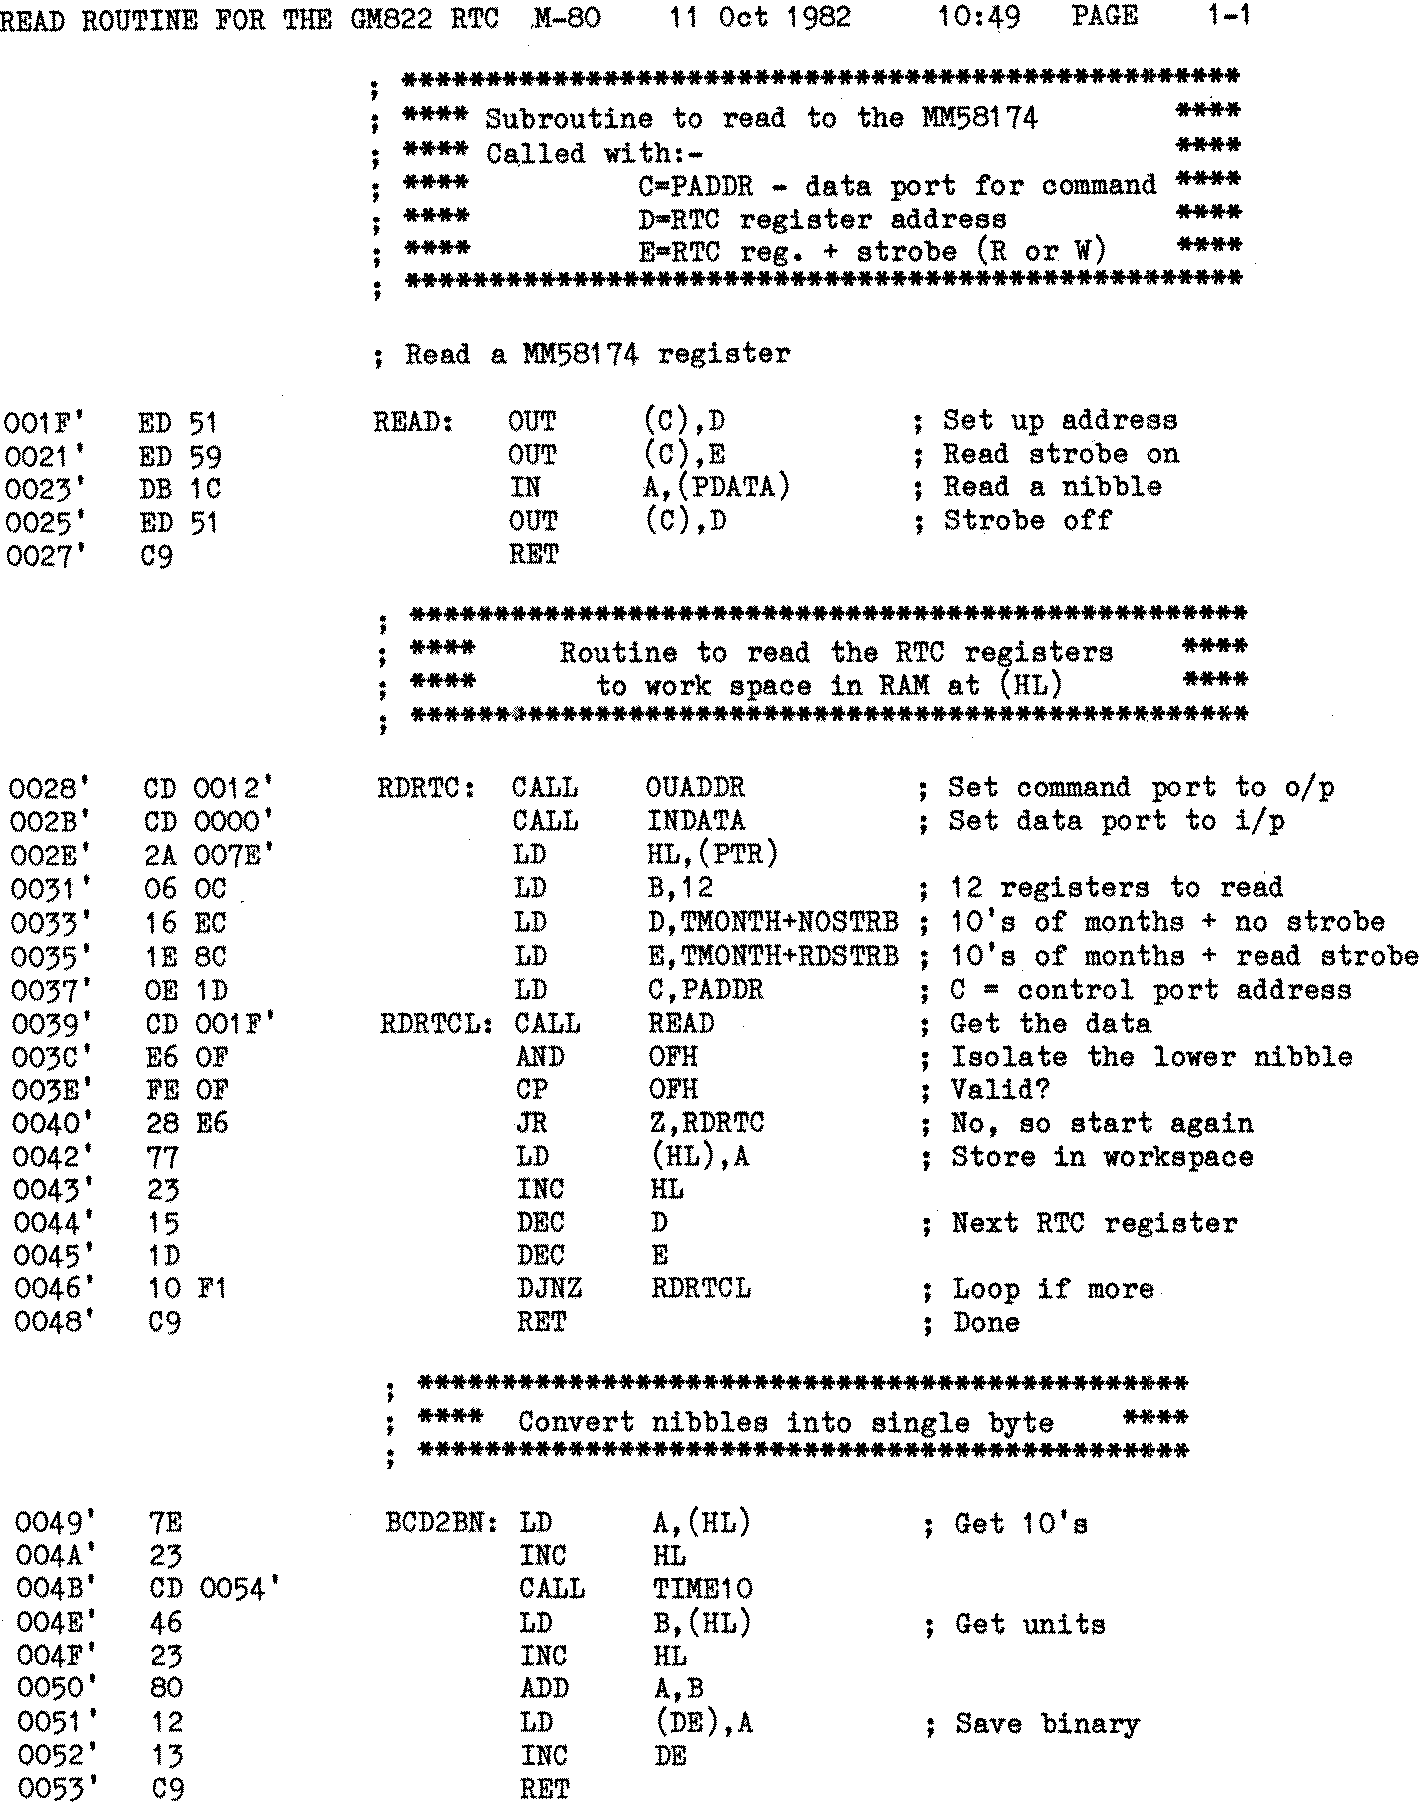 READ ROUTINE FOR THE GM822 RTC  M-80    11 Oct 1982     10:49   PAGE    1-1
; **************************************************
; **** Subroutine to read to the MM58174        ****
; **** Called with:-                            ****
; ****          C=PADDR - data port for command ****
; ****          D=RTC register address          ****
; ****          E=RTC reg. + strobe (R or W)    ****
; **************************************************
; Read a MM58174 register
001F'   ED 51           READ:   OUT     (C),D           ; Set up address
0021'   ED 59                   OUT     (C),E           ; Read strobe on
0023'   DB 1C                   IN      A,(PDATA)       ; Read a nibble
0025'   ED 51                   OUT     (C),D           ; Strobe off
0027'   C9                      RET
; **************************************************
; ****     Routine to read the RTC registers    ****
; ****       to work space in RAM at (HL)       ****
; **************************************************
0028'   CD 0012'        RDRTC:  CALL    OUADDR          ; Set command port to o/p
002B'   CD 0000'                CALL    INDATA          ; Set data port to i/p
002E'   2A 007E'                LD      HL,(PTR)
0031'   06 0C                   LD      B,12            ; 12 registers to read
0033'   16 EC                   LD      D,TMONTH+NOSTRB ; 10's of months + no strobe
0035'   1E 8C                   LD      E,TMONTH+RDSTRB ; 10's of months + read strobe
0037'   0E 1D                   LD      C,PADDR         ; C = control port address
0039'   CD 001F'        RDRTCL: CALL    READ            ; Get the data
003C'   E6 0F                   AND     0FH             ; Isolate the lower nibble
003E'   FE 0F                   CP      0FH             ; Valid?
0040'   28 E6                   JR      Z,RDRTC         ; No, so start again
0042'   77                      LD      (HL),A          ; Store in workspace
0043'   23                      INC     HL
0044'   15                      DEC     D               ; Next RTC register
0045'   1D                      DEC     E
0046'   10 F1                   DJNZ    RDRTCL          ; Loop if more
0048'   C9                      RET                     ; Done
; **********************************************
; ****  Convert nibbles into single byte    ****
; **********************************************
0049'   7E              BCD2BN: LD      A,(HL)          ; Get 10's
004A'   23                      INC     HL
004B'   CD 0054'                CALL    TIME10
004E'   46                      LD      B,(HL)          ; Get units
004F'   23                      INC     HL
0050'   80                      ADD     A,B
0051'   12                      LD      (DE),A          ; Save binary
0052'   13                      INC     DE
0053'   C9                      RET